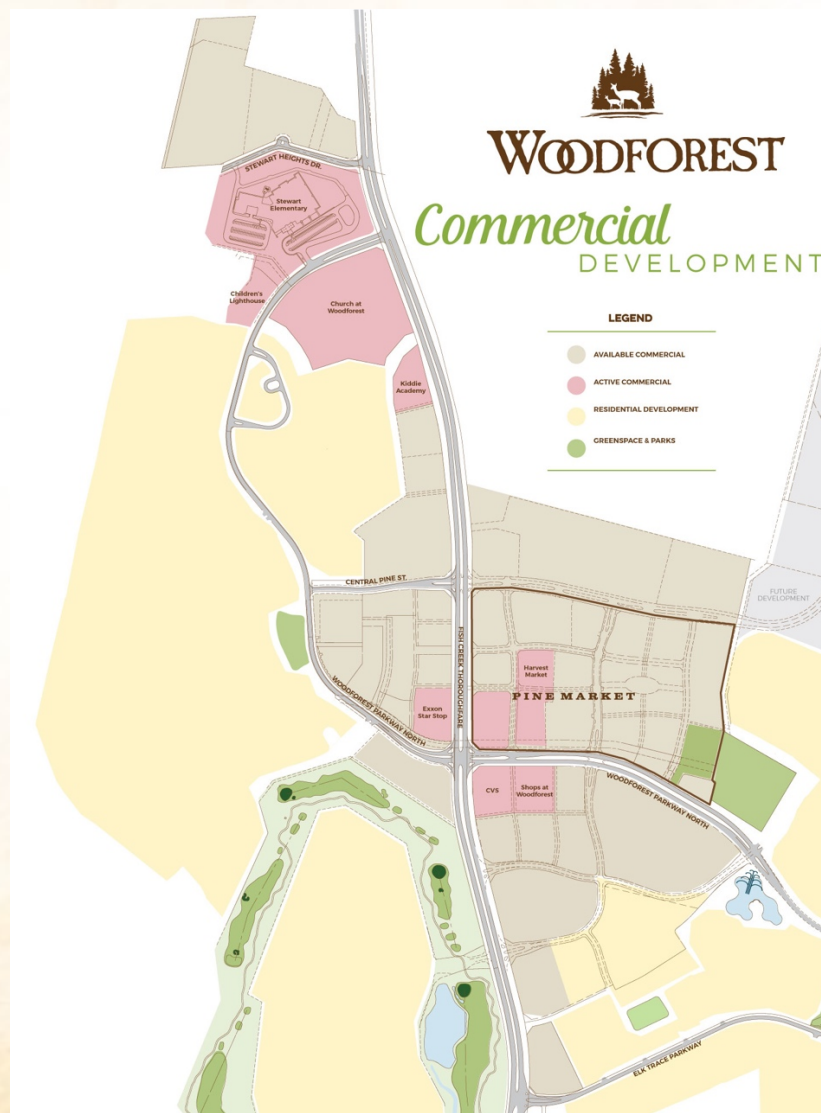 WOODFOREST
Commercial
DEVELOPMENT
LEGEND
AVAILABLE COMMERCIAL
ACTIVE COMMERCIAL
RESIDENTIAL DEVELOPMENT
GREENSPACE & PARKS
STEWART HEIGHTS DR.
Stewart
Elementary
Children's
Lighthouse
Church at
Woodforest
Kiddie
Academy
CENTRAL PINE ST.
FUTURE
DEVELOPMENT
FISH CREEK THOROUGHFARE
Harvest
Market
PINE MARKET
Exxon
Star Stop
WOODFOREST PARKWAY NORTH
CVS
Shops at
Woodforest
WOODFOREST PARKWAY NORTH
ELK TRACE PARKWAY